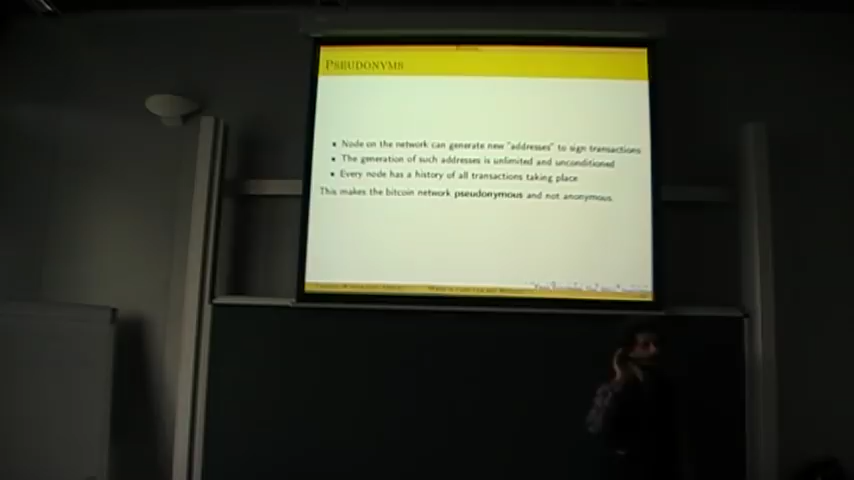 PSEUDONYMS
• Node on the network can generate new "addresses" to sign transactions
• The generation of such addresses is unlimited and unconditioned
• Every node has a history of all transactions taking place
This makes the bitcoin network pseudonymous and not anonymous.